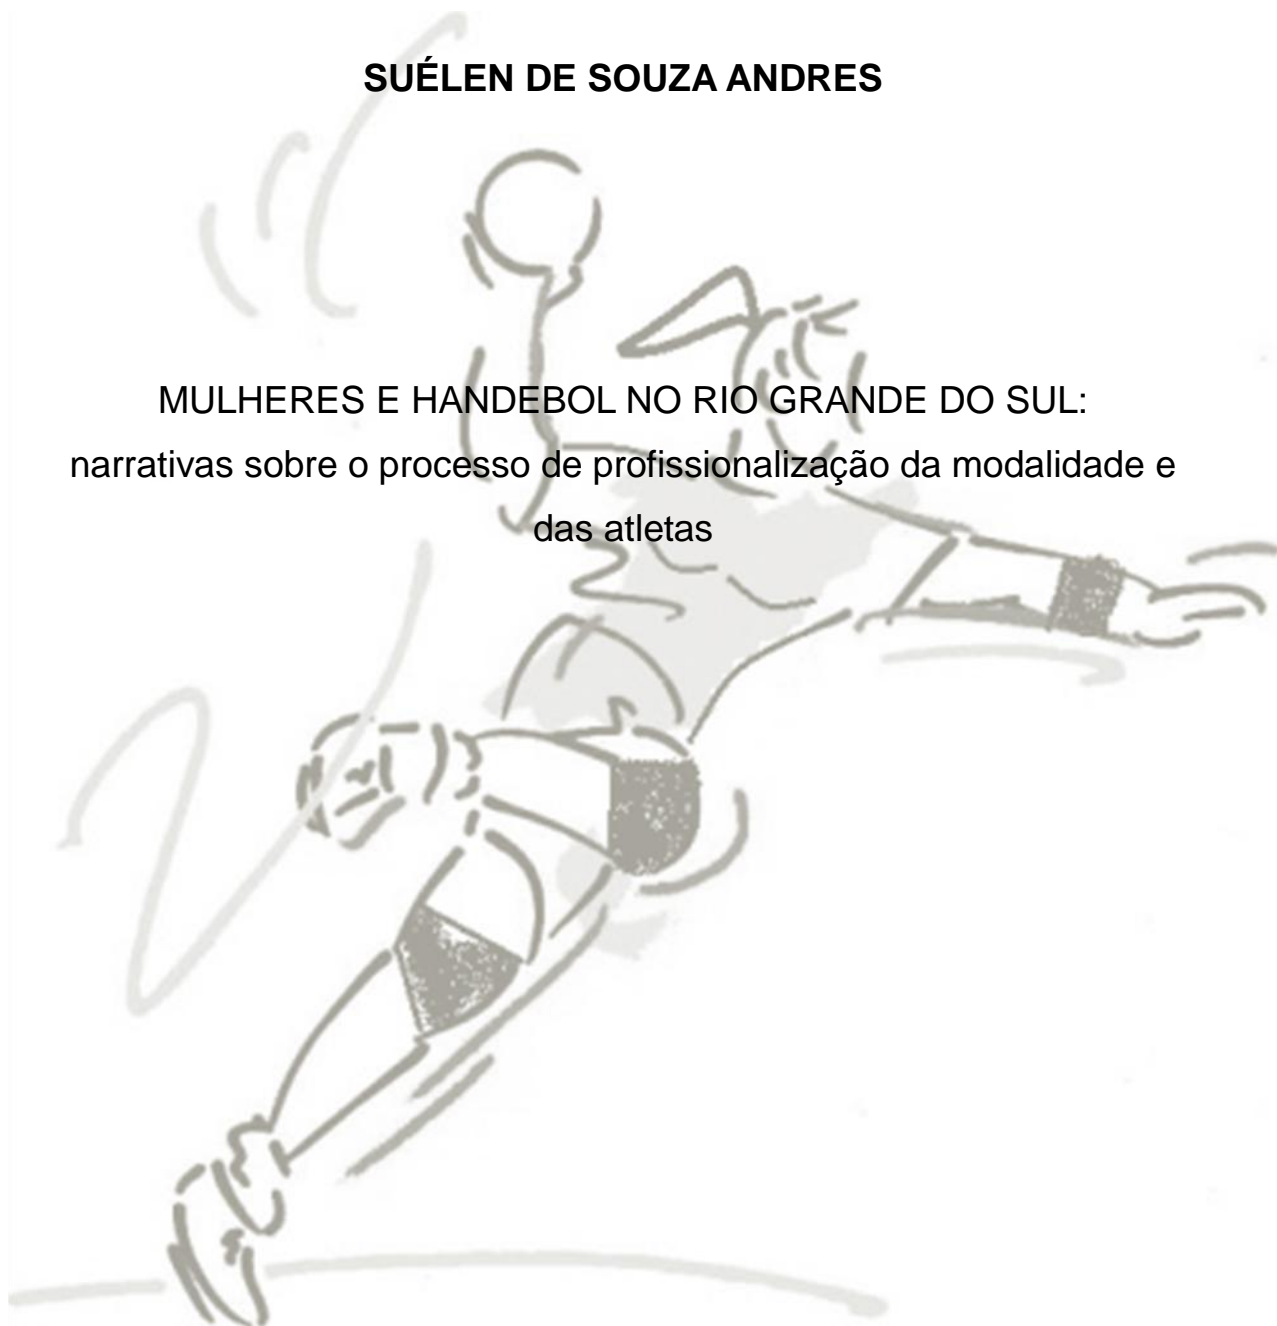 SUÉLEN DE SOUZA ANDRES
MULHERES E HANDEBOL NO RIO GRANDE DO SUL:
narrativas sobre o processo de profissionalização da modalidade e
das atletas